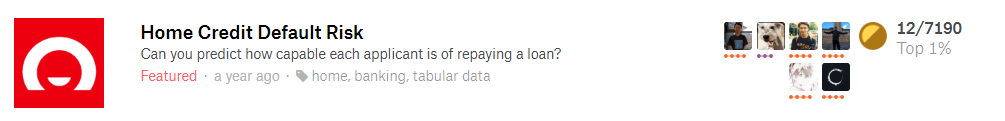 Home Credit Default Risk
Can you predict how capable each applicant is of repaying a loan?
Featured · a year ago · home, banking, tabular data
12/7190
Top 1%